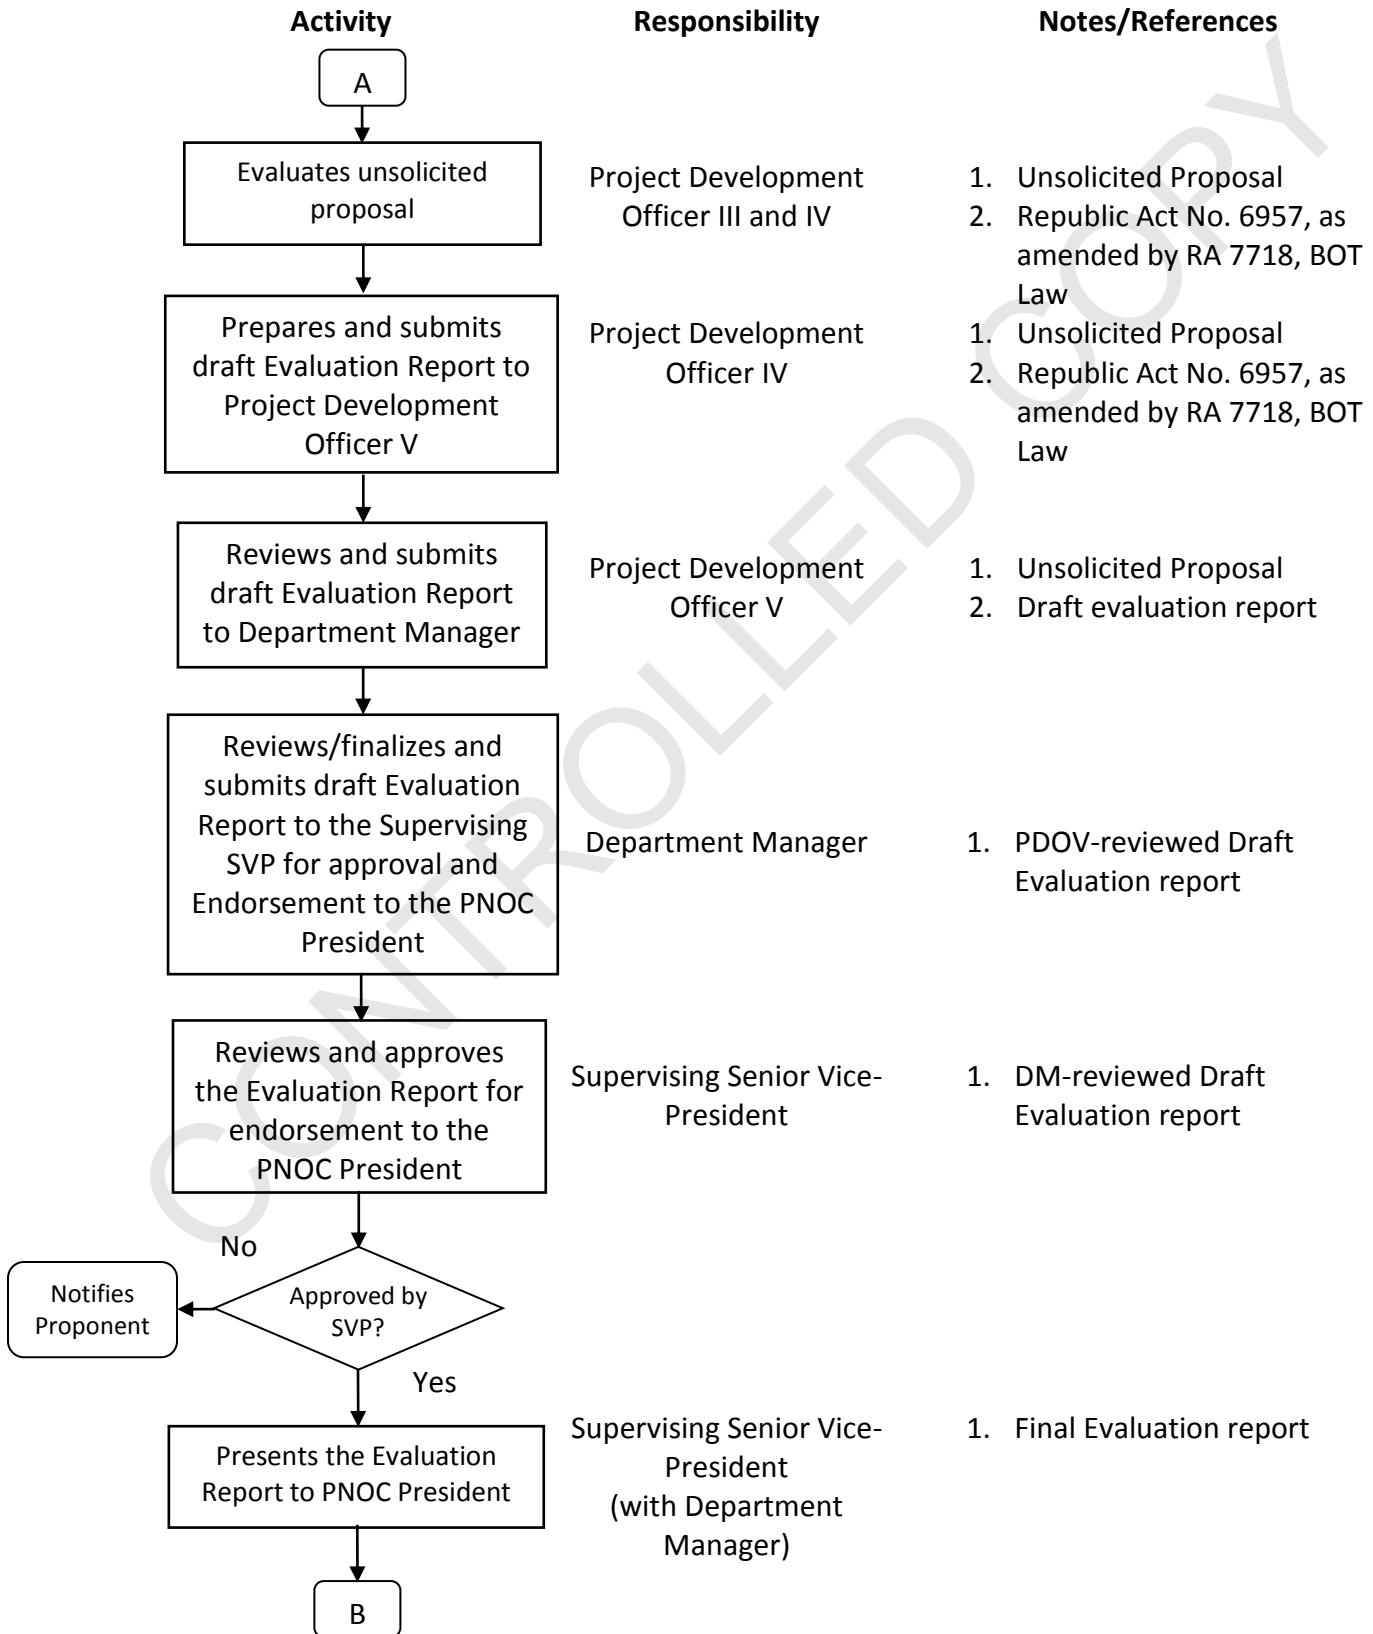 Activity Responsibility Notes/References
A
Evaluates unsolicited
proposal
Project Development
Officer III and IV
1. Unsolicited Proposal
2. Republic Act No. 6957, as
amended by RA 7718, BOT
Law
Prepares and submits
draft Evaluation Report to
Project Development
Officer V
Project Development
Officer IV
1. Unsolicited Proposal
2. Republic Act No. 6957, as
amended by RA 7718, BOT
Law
Reviews and submits
draft Evaluation Report
to Department Manager
Project Development
Officer V
1. Unsolicited Proposal
2. Draft evaluation report
Reviews/finalizes and
submits draft Evaluation
Report to the Supervising
SVP for approval and
Endorsement to the PNOC
President
Department Manager
1. PDOV-reviewed Draft
Evaluation report
Reviews and approves
the Evaluation Report for
endorsement to the
PNOC President
Supervising Senior Vice-
President
1. DM-reviewed Draft
Evaluation report
No
Notifies
Proponent
Approved by
SVP?
Yes
Presents the Evaluation
Report to PNOC President
Supervising Senior Vice-
President
(with Department
Manager)
1. Final Evaluation report
B
CONTROLLED COPY